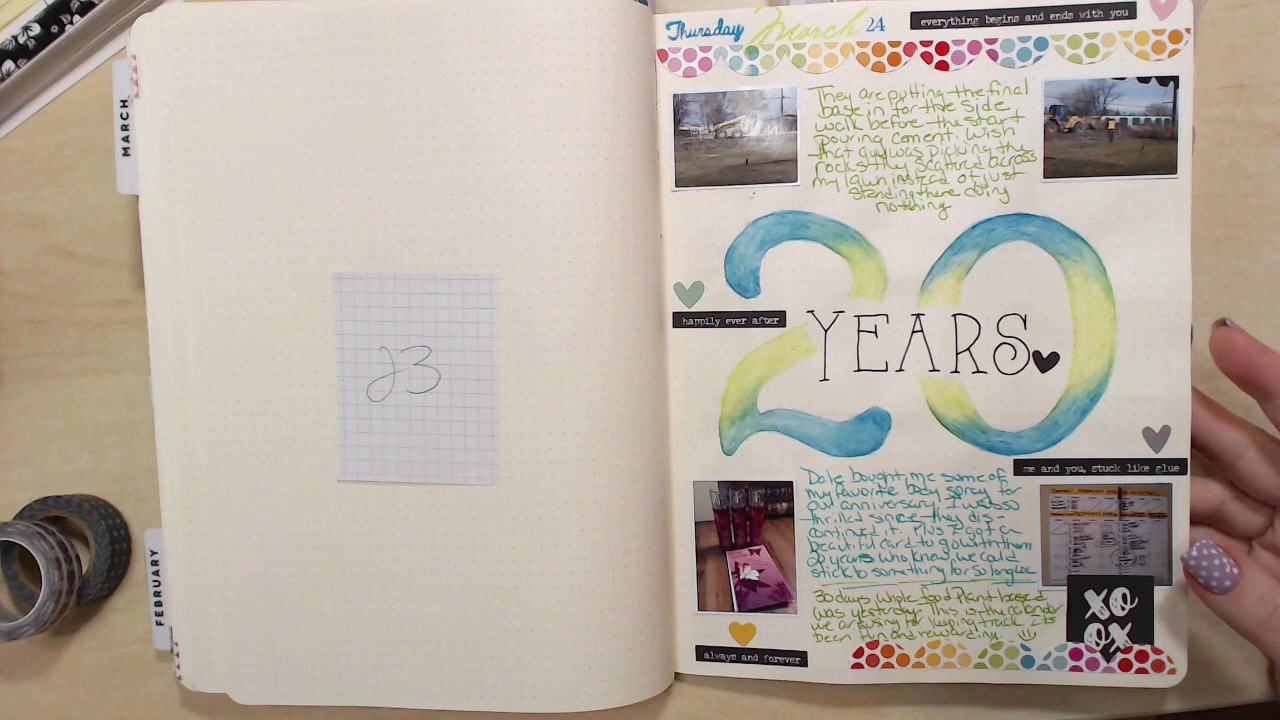 MARCH
FEBRUARY
23
Thursday March 24
everything begins and ends with you
They are putting the final
base in for the side
walk before the start
pouring cement. Wish
that guy was picking the
rocks they scattered across
my lawn instead of just
standing there doing
nothing
20
YEARS
happily ever after
me and you, stuck like glue
Dale bought me some of
my favorite body spray for
our anniversary. I was so
thrilled since they dis-
continued it. Plus I got a
beautiful card to go with them
20 years who knew we could
stick to something for so long
30 days whole food Plant based
was yesterday. This is the calendar
we are using for keeping track. Its
been fun and rewarding.
XO
OX
always and forever